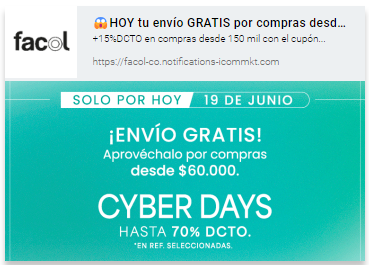 facol
😱HOY tu envío GRATIS por compras desd...
+15%DCTO en compras desde 150 mil con el cupón...
https://facol-co.notifications-icommkt.com
SOLO POR HOY | 19 DE JUNIO
¡ENVÍO GRATIS!
Aprovéchalo por compras
desde $60.000.
CYBER DAYS
HASTA 70% DCTO.
*EN REF. SELECCIONADAS.